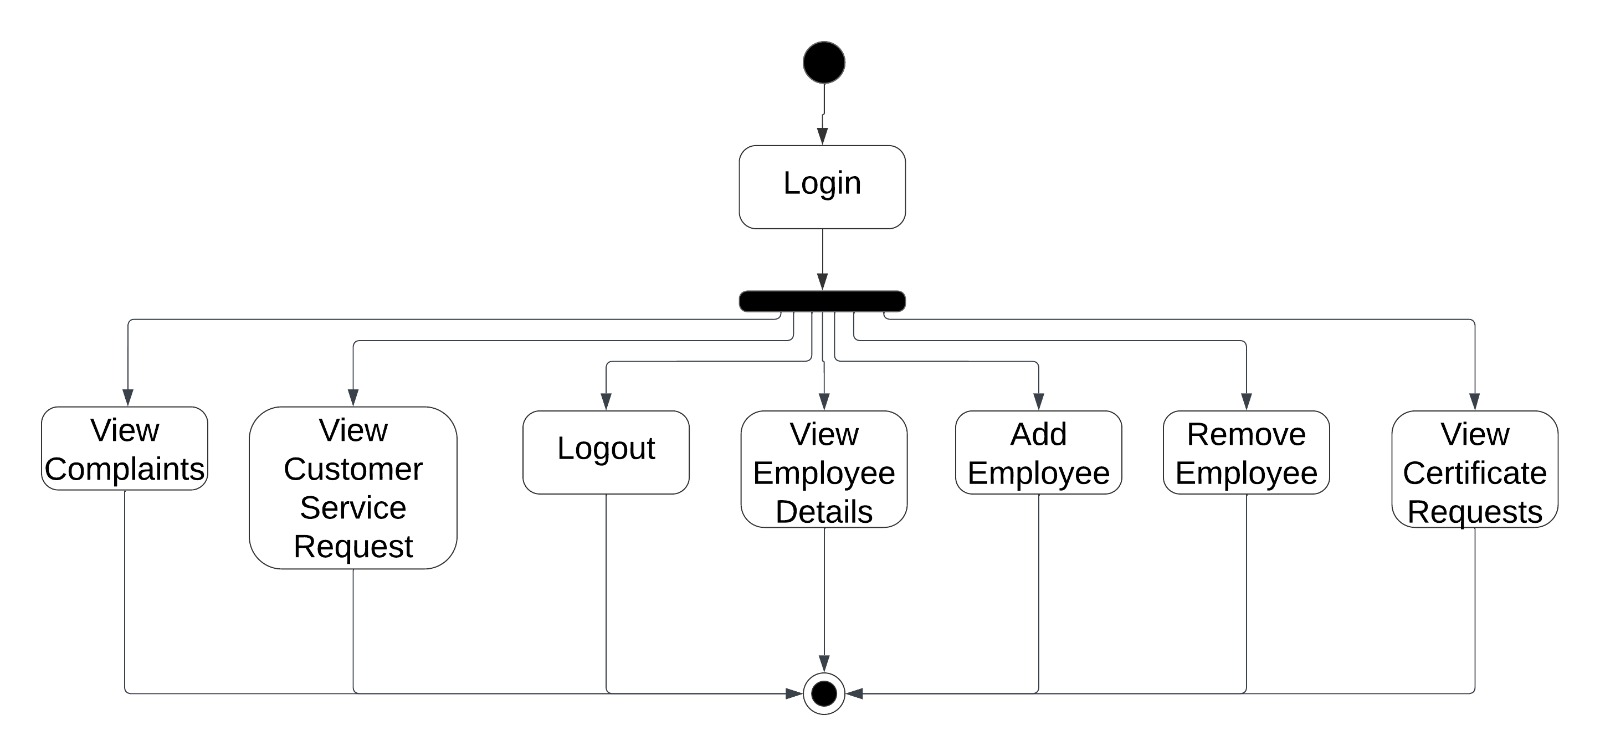 Login
View
Complaints
View
Customer
Service
Request
Logout
View
Employee
Details
Add
Employee
Remove
Employee
View
Certificate
Requests